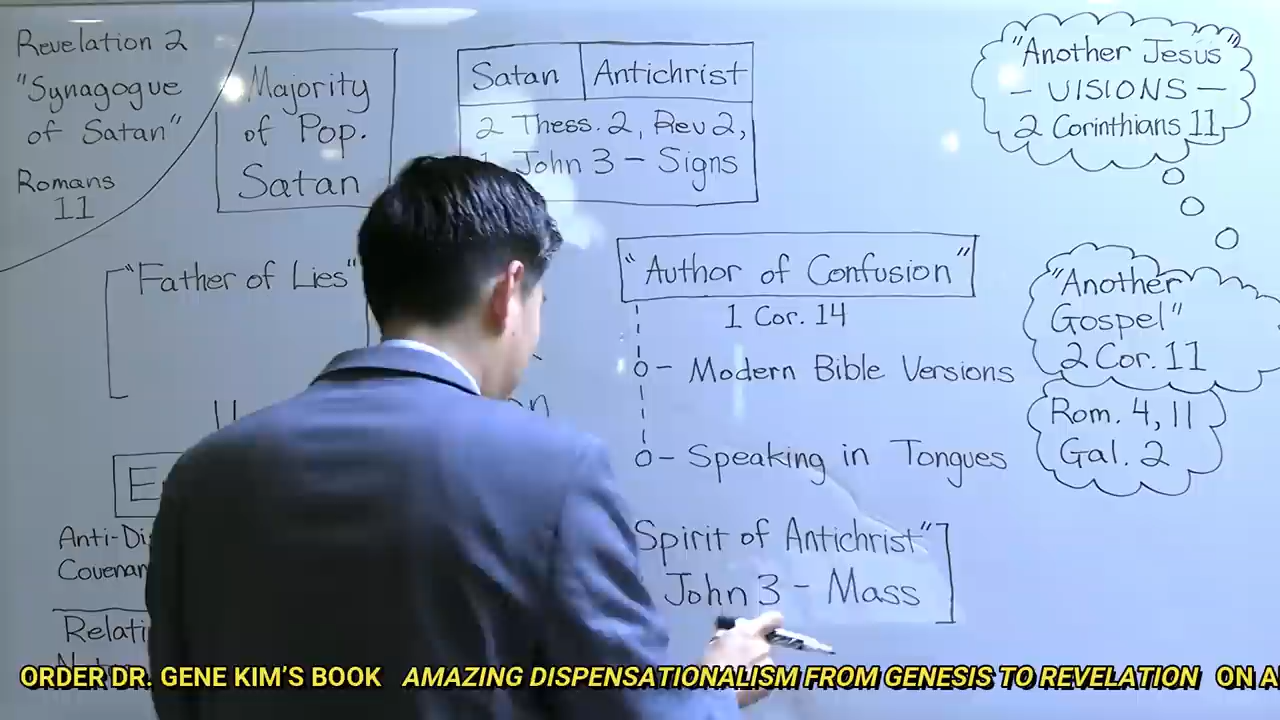 Revelation 2
"Synagogue
of Satan"
Romans
11
Majority
of Pop.
Satan
Satan
Antichrist
2 Thess. 2, Rev 2,
John 3 - Signs
"Another Jesus"
- VISIONS -
2 Corinthians 11
"Father of Lies"
"Author of Confusion"
1 Cor. 14
- Modern Bible Versions
- Speaking in Tongues
"Another
Gospel"
2 Cor. 11
Rom. 4, 11
Gal. 2
Spirit of Antichrist"
John 3 - Mass
ORDER DR. GENE KIM'S BOOK AMAZING DISPENSATIONALISM FROM GENESIS TO REVELATION ON A